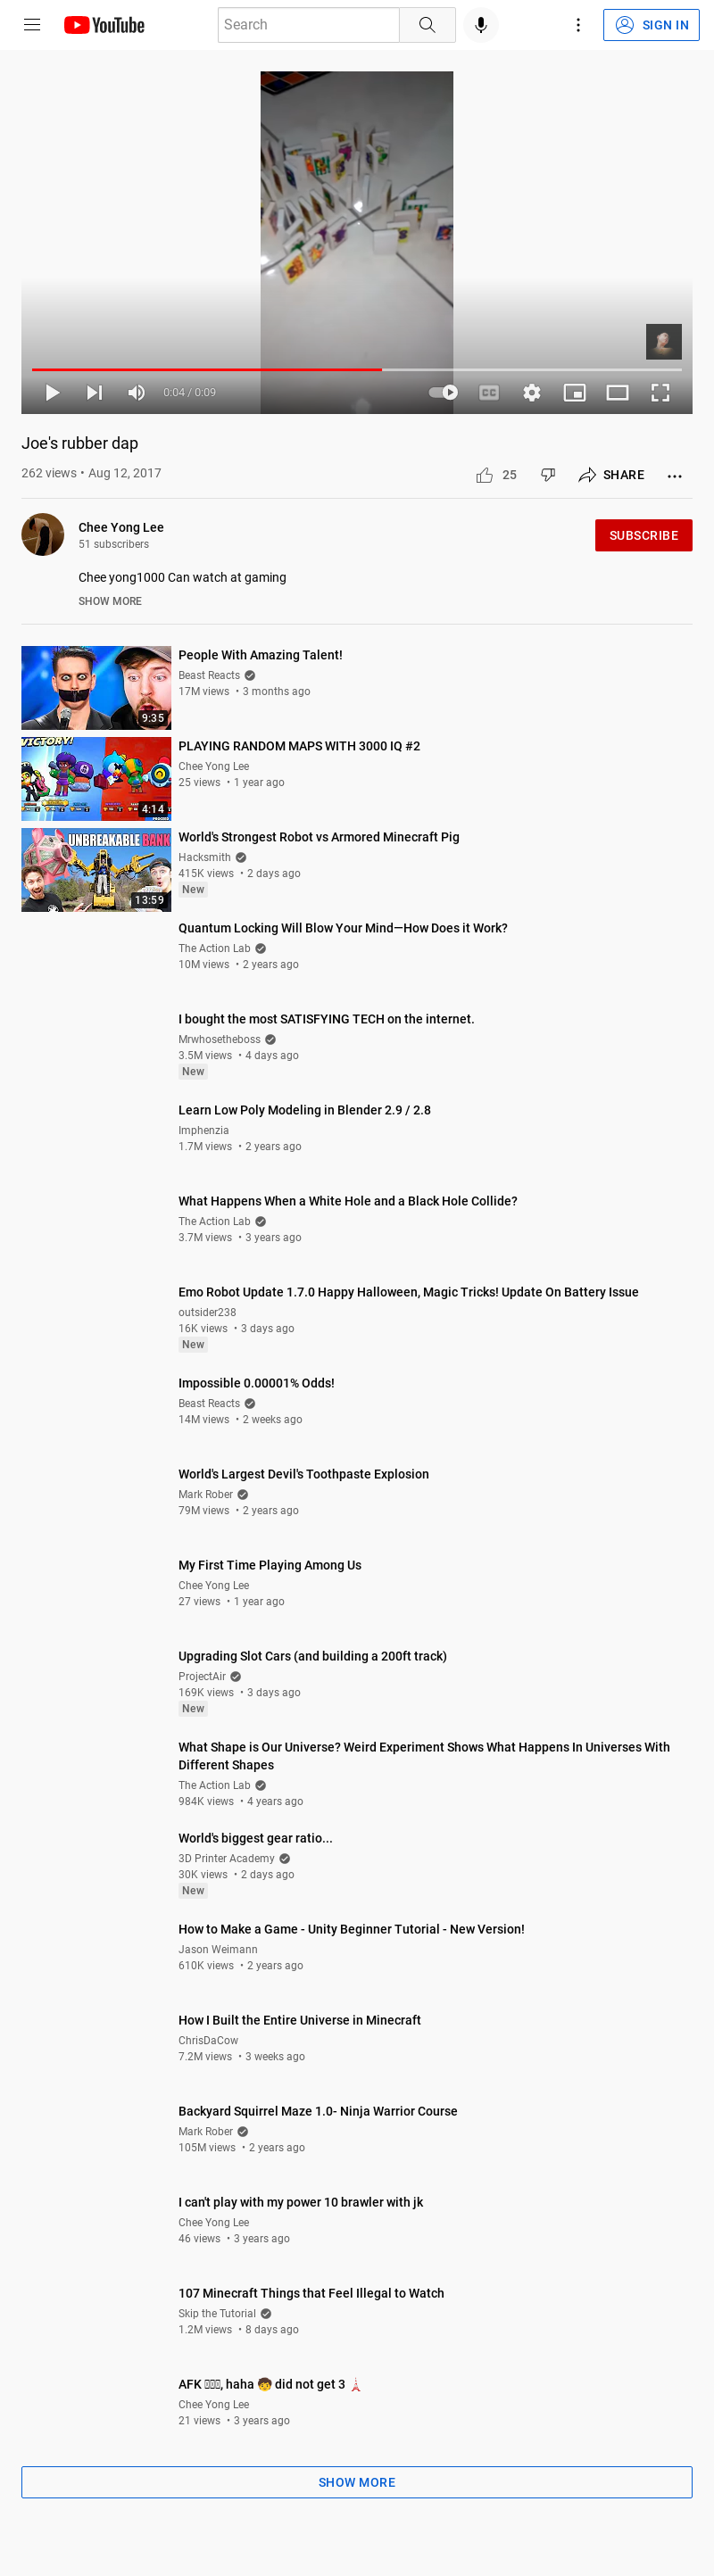 YouTube
Search
SIGN IN
0:04 / 0:09
CC
Joe's rubber dap
262 views • Aug 12, 2017
25
SHARE
Chee Yong Lee
51 subscribers
SUBSCRIBE
Chee yong1000 Can watch at gaming
SHOW MORE
9:35
People With Amazing Talent!
Beast Reacts
17M views • 3 months ago
VICTORY!
4:14
PLAYING RANDOM MAPS WITH 3000 IQ #2
Chee Yong Lee
25 views • 1 year ago
UNBREAKABLE BANK
13:59
World's Strongest Robot vs Armored Minecraft Pig
Hacksmith
415K views • 2 days ago
New
Quantum Locking Will Blow Your Mind—How Does it Work?
The Action Lab
10M views • 2 years ago
I bought the most SATISFYING TECH on the internet.
Mrwhosetheboss
3.5M views • 4 days ago
New
Learn Low Poly Modeling in Blender 2.9 / 2.8
Imphenzia
1.7M views • 2 years ago
What Happens When a White Hole and a Black Hole Collide?
The Action Lab
3.7M views • 3 years ago
Emo Robot Update 1.7.0 Happy Halloween, Magic Tricks! Update On Battery Issue
outsider238
16K views • 3 days ago
New
Impossible 0.00001% Odds!
Beast Reacts
14M views • 2 weeks ago
World's Largest Devil's Toothpaste Explosion
Mark Rober
79M views • 2 years ago
My First Time Playing Among Us
Chee Yong Lee
27 views • 1 year ago
Upgrading Slot Cars (and building a 200ft track)
ProjectAir
169K views • 3 days ago
New
What Shape is Our Universe? Weird Experiment Shows What Happens In Universes With
Different Shapes
The Action Lab
984K views • 4 years ago
World's biggest gear ratio...
3D Printer Academy
30K views • 2 days ago
New
How to Make a Game - Unity Beginner Tutorial - New Version!
Jason Weimann
610K views • 2 years ago
How I Built the Entire Universe in Minecraft
ChrisDaCow
7.2M views • 3 weeks ago
Backyard Squirrel Maze 1.0- Ninja Warrior Course
Mark Rober
105M views • 2 years ago
I can't play with my power 10 brawler with jk
Chee Yong Lee
46 views • 3 years ago
107 Minecraft Things that Feel Illegal to Watch
Skip the Tutorial
1.2M views • 8 days ago
AFK , haha 🧒 did not get 3 🗼
Chee Yong Lee
21 views • 3 years ago
SHOW MORE